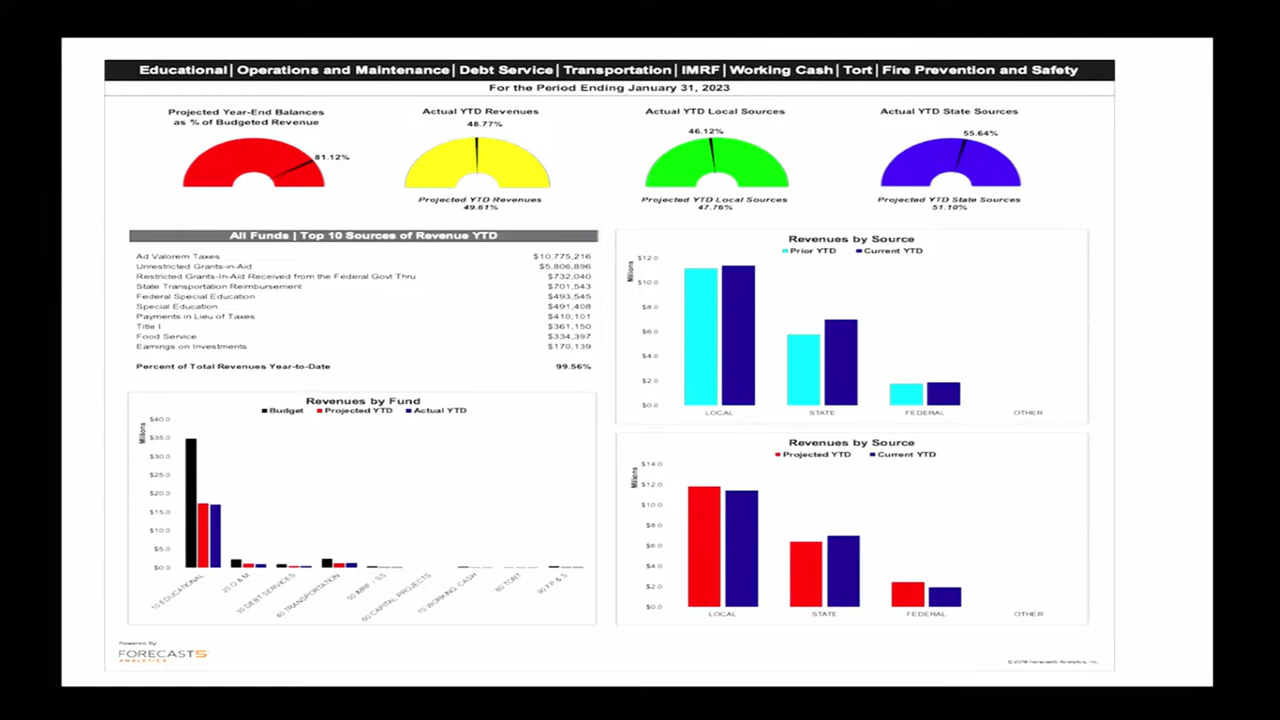 Educational | Operations and Maintenance | Debt Service | Transportation | IMRF | Working Cash | Tort | Fire Prevention and Safety
For the Period Ending January 31, 2023
Projected Year-End Balances
as % of Budgeted Revenue
81.12%
Actual YTD Revenues
48.77%
Projected YTD Revenues
49.61%
Actual YTD Local Sources
46.12%
Projected YTD Local Sources
47.76%
Actual YTD State Sources
55.64%
Projected YTD State Sources
51.10%
All Funds | Top 10 Sources of Revenue YTD
Ad Valorem Taxes $10,775,216
Unrestricted Grants-in-Aid $5,806,896
Restricted Grants-In-Aid Received from the Federal Govt Thru $732,040
State Transportation Reimbursement $701,543
Federal Special Education $493,545
Special Education $491,408
Payments in Lieu of Taxes $410,101
Title I $361,150
Food Service $334,397
Earnings on Investments $170,139
Percent of Total Revenues Year-to-Date 99.56%
Revenues by Source
Prior YTD Current YTD
Millions
$12.0
$10.0
$8.0
$6.0
$4.0
$2.0
$0.0
LOCAL STATE FEDERAL OTHER
Revenues by Fund
Budget Projected YTD Actual YTD
Millions
$40.0
$35.0
$30.0
$25.0
$20.0
$15.0
$10.0
$5.0
$0.0
10 EDUCATIONAL
20 O & M
30 DEBT SERVICES
40 TRANSPORTATION
50 IMRF / SS
60 CAPITAL PROJECTS
70 WORKING CASH
80 TORT
90 FP & S
Revenues by Source
Projected YTD Current YTD
Millions
$14.0
$12.0
$10.0
$8.0
$6.0
$4.0
$2.0
$0.0
LOCAL STATE FEDERAL OTHER
Powered By
FORECAST5
ANALYTICS
Forecast5 Analytics, Inc.